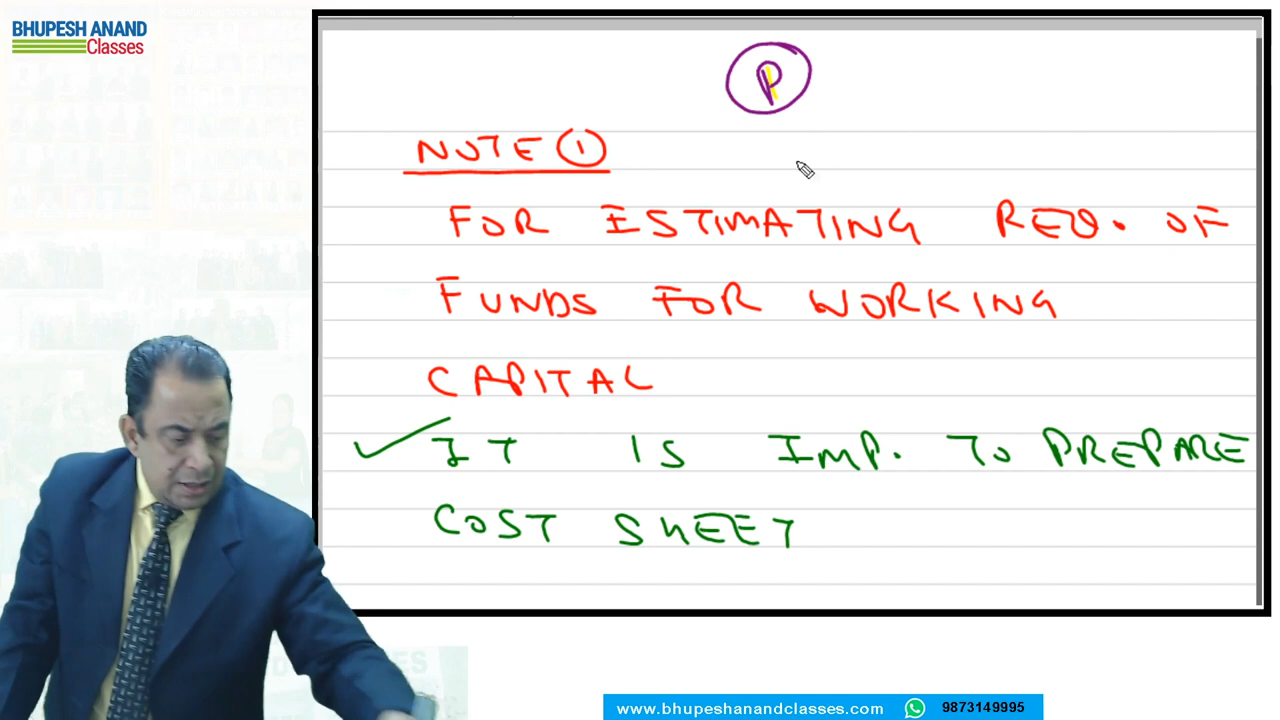 BHUPESH ANAND
Classes
P
NOTE 1
FOR ESTIMATING REQ. OF
FUNDS FOR WORKING
CAPITAL
IT IS IMP. TO PREPARE
COST SHEET
www.bhupeshanandclasses.com 9873149995